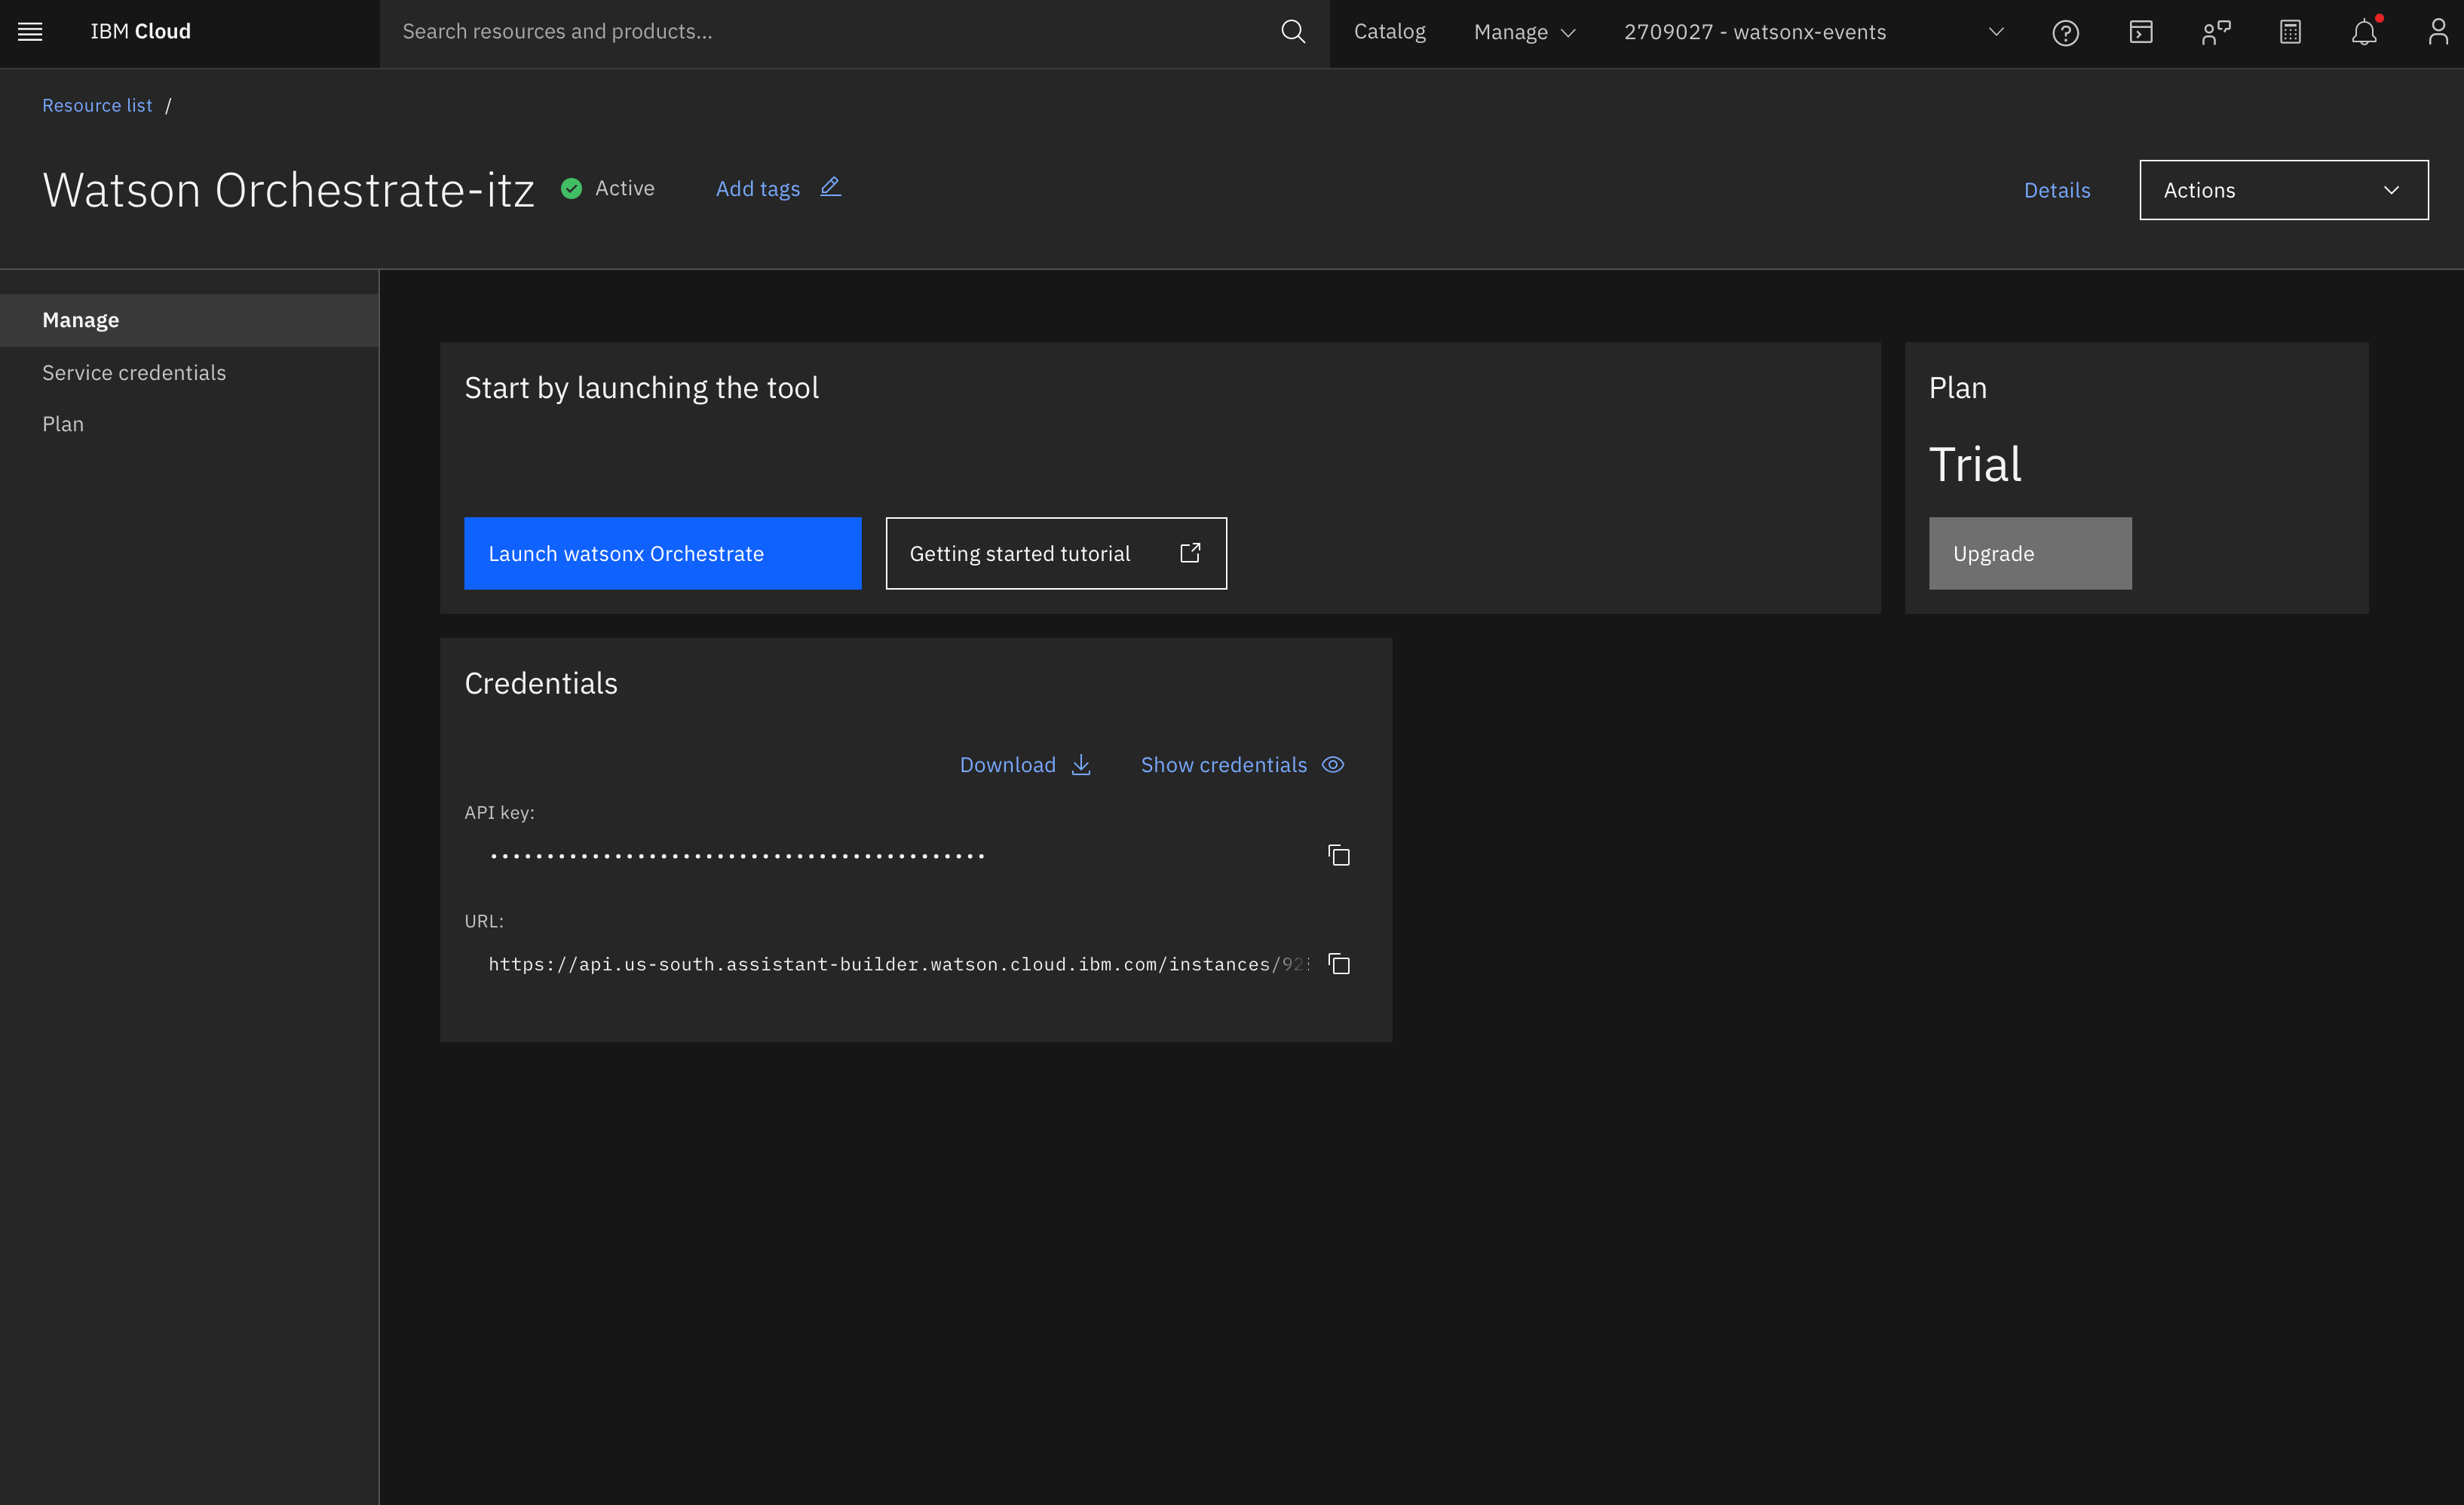 IBM Cloud
Search resources and products...
Catalog
Manage
2709027 - watsonx-events
Resource list /
Watson Orchestrate-itz
Active
Add tags
Details
Actions
Manage
Service credentials
Plan
Start by launching the tool
Launch watsonx Orchestrate
Getting started tutorial
Plan
Trial
Upgrade
Credentials
Download
Show credentials
API key:
••••••••••••••••••••••••••••••••••••••••••••
URL:
https://api.us-south.assistant-builder.watson.cloud.ibm.com/instances/92